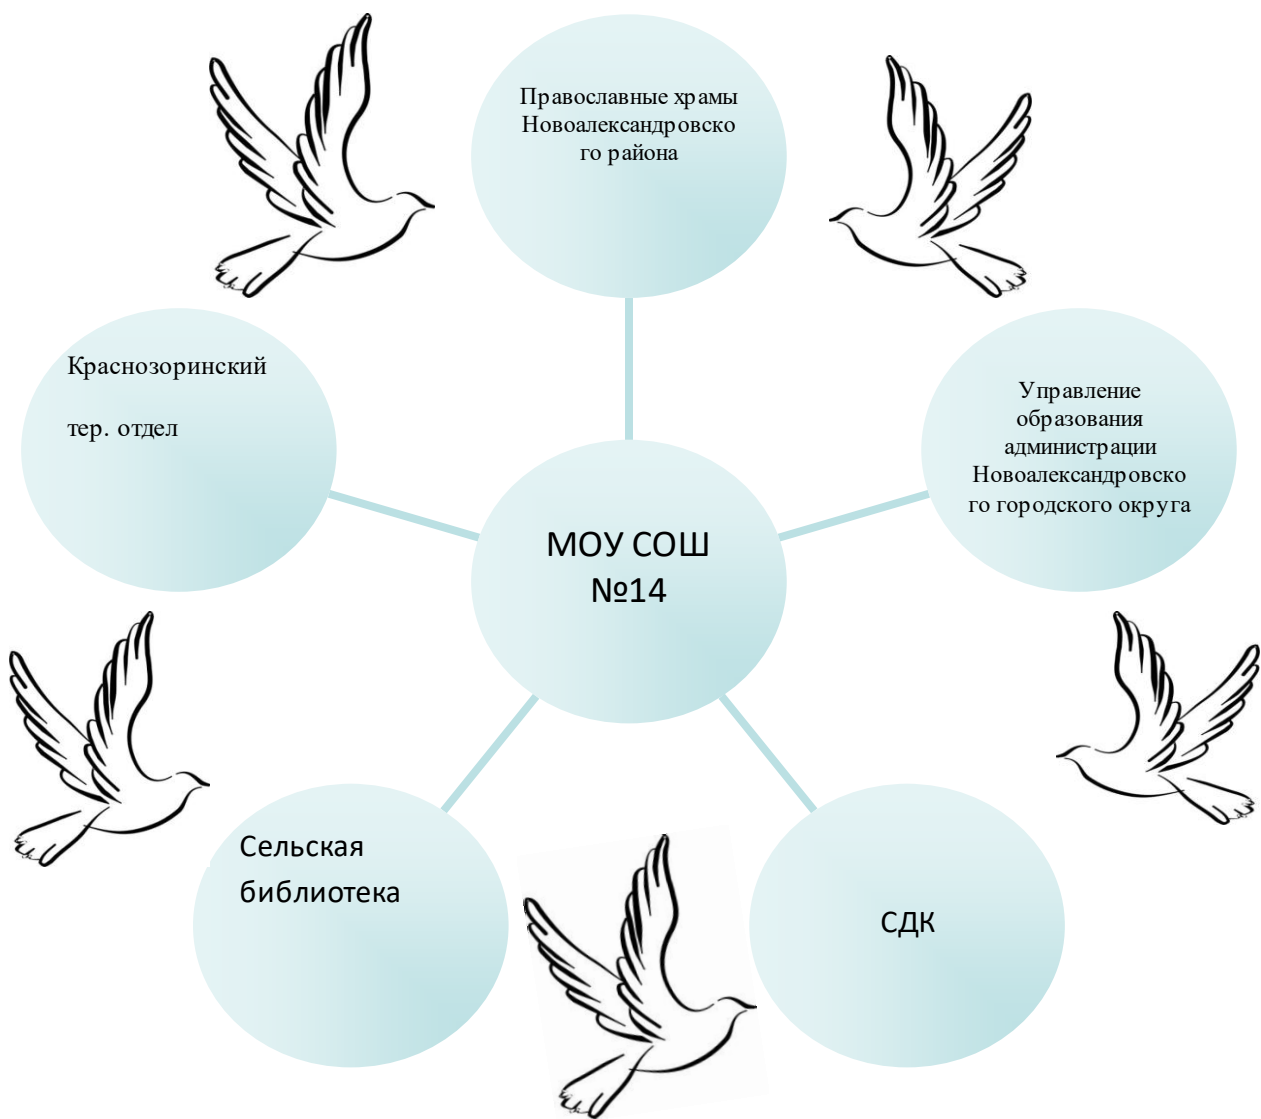 Православные храмы
Новоалександровско
го района
Краснозоринский
тер. отдел
Управление
образования
администрации
Новоалександровско
го городского округа
МОУ СОШ
№14
Сельская
библиотека
СДК